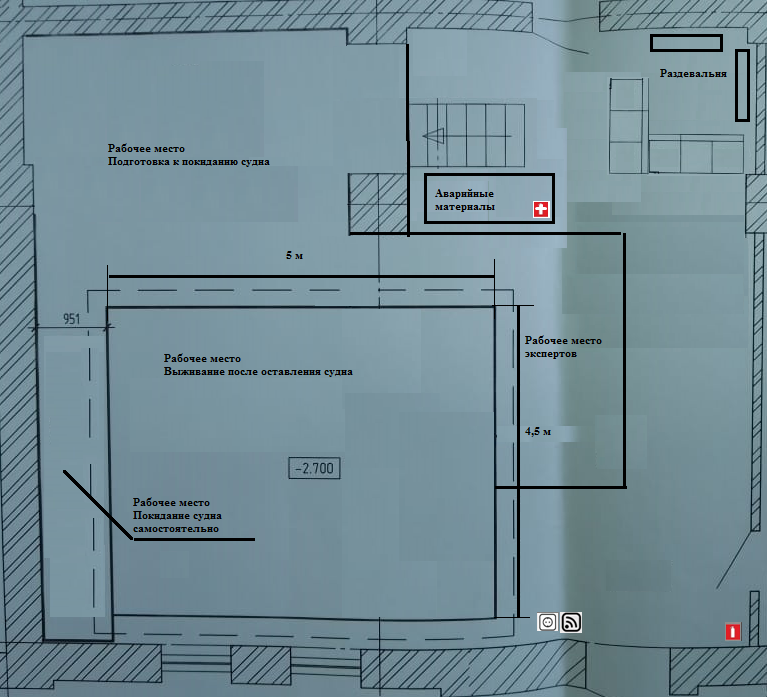 Раздевальня
Рабочее место
Подготовка к покиданию судна
Аварийные
материалы
5 м
951
Рабочее место
экспертов
Рабочее место
Выживание после оставления судна
4,5 м
-2.700
Рабочее место
Покидание судна
самостоятельно